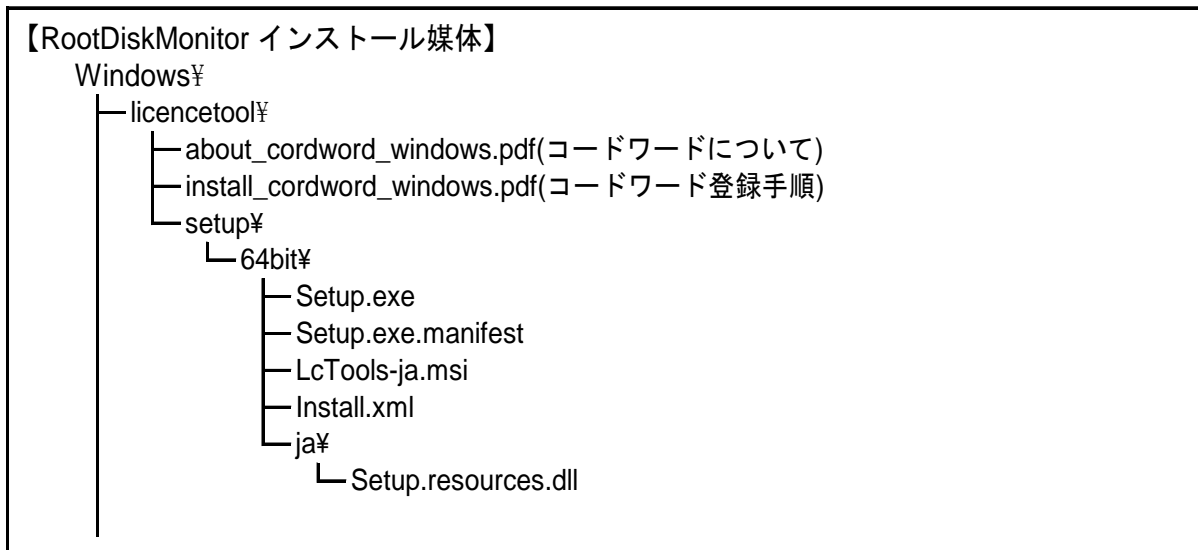 【RootDiskMonitor インストール媒体】
Windows¥
licencetool¥
about_cordword_windows.pdf(コードワードについて)
install_cordword_windows.pdf(コードワード登録手順)
setup¥
64bit¥
Setup.exe
Setup.exe.manifest
LcTools-ja.msi
Install.xml
ja¥
Setup.resources.dll